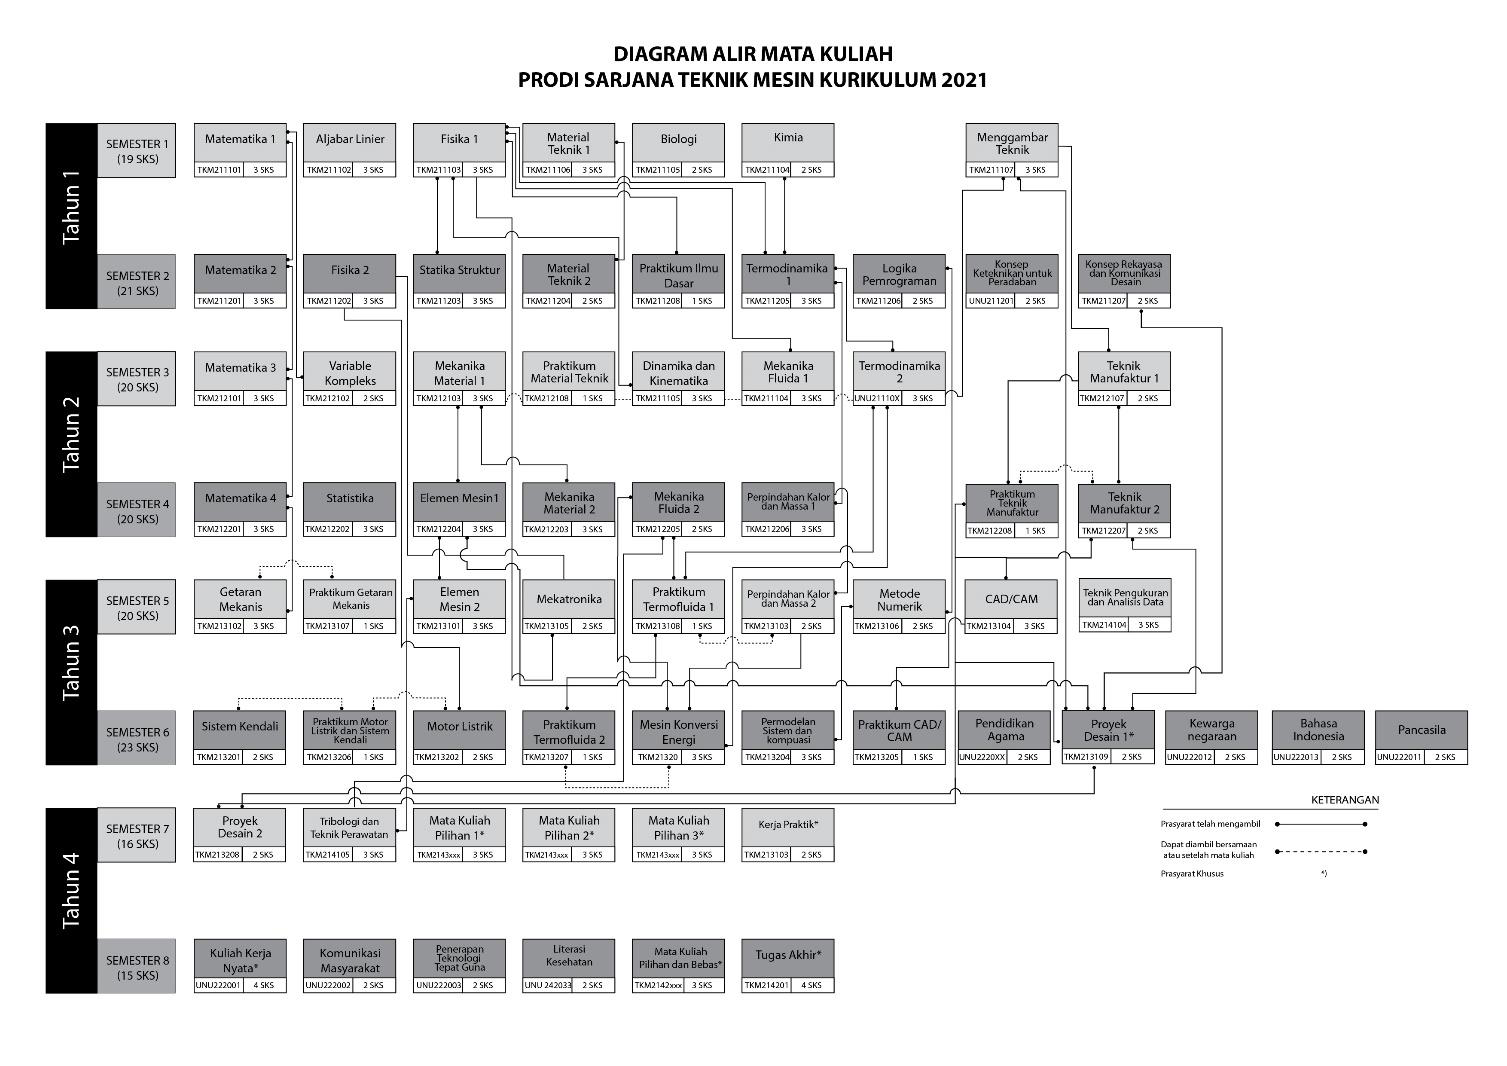 DIAGRAM ALIR MATA KULIAH
PRODI SARJANA TEKNIK MESIN KURIKULUM 2021
Tahun 1
SEMESTER 1
(19 SKS)
Matematika 1
TKM211101 3 SKS
Aljabar Linier
TKM211102 3 SKS
Fisika 1
TKM211103 3 SKS
Material
Teknik 1
TKM211106 3 SKS
Biologi
TKM211105 2 SKS
Kimia
TKM211104 2 SKS
Menggambar
Teknik
TKM211107 3 SKS
SEMESTER 2
(21 SKS)
Matematika 2
TKM211201 3 SKS
Fisika 2
TKM211202 3 SKS
Statika Struktur
TKM211203 3 SKS
Material
Teknik 2
TKM211204 2 SKS
Praktikum Ilmu
Dasar
TKM211208 1 SKS
Termodinamika
1
TKM211205 3 SKS
Logika
Pemrograman
TKM211206 2 SKS
Konsep
Keteknikan untuk
Peradaban
UNU211201 2 SKS
Konsep Rekayasa
dan Komunikasi
Desain
TKM211207 2 SKS
Tahun 2
SEMESTER 3
(20 SKS)
Matematika 3
TKM212101 3 SKS
Variable
Kompleks
TKM212102 2 SKS
Mekanika
Material 1
TKM212103 3 SKS
Praktikum
Material Teknik
TKM212108 1 SKS
Dinamika dan
Kinematika
TKM211105 3 SKS
Mekanika
Fluida 1
TKM211104 3 SKS
Termodinamika
2
UNU21110X 3 SKS
Teknik
Manufaktur 1
TKM212107 2 SKS
SEMESTER 4
(20 SKS)
Matematika 4
TKM212201 3 SKS
Statistika
TKM212202 3 SKS
Elemen Mesin1
TKM212204 3 SKS
Mekanika
Material 2
TKM212203 3 SKS
Mekanika
Fluida 2
TKM212205 2 SKS
Perpindahan Kalor
dan Massa 1
TKM212206 3 SKS
Praktikum
Teknik
Manufaktur
TKM212208 1 SKS
Teknik
Manufaktur 2
TKM212207 2 SKS
Tahun 3
SEMESTER 5
(20 SKS)
Getaran
Mekanis
TKM213102 3 SKS
Praktikum Getaran
Mekanis
TKM213107 1 SKS
Elemen
Mesin 2
TKM213101 3 SKS
Mekatronika
TKM213105 2 SKS
Praktikum
Termofluida 1
TKM213108 1 SKS
Perpindahan Kalor
dan Massa 2
TKM213103 2 SKS
Metode
Numerik
TKM213106 2 SKS
CAD/CAM
TKM213104 3 SKS
Teknik Pengukuran
dan Analisis Data
TKM214104 3 SKS
SEMESTER 6
(23 SKS)
Sistem Kendali
TKM213201 2 SKS
Praktikum Motor
Listrik dan Sistem
Kendali
TKM213206 1 SKS
Motor Listrik
TKM213202 2 SKS
Praktikum
Termofluida 2
TKM213207 1 SKS
Mesin Konversi
Energi
TKM21320 3 SKS
Permodelan
Sistem dan
kompuasi
TKM213204 3 SKS
Praktikum CAD/
CAM
TKM213205 1 SKS
Pendidikan
Agama
UNU2220XX 2 SKS
Proyek
Desain 1*
TKM213109 2 SKS
Kewarga
negaraan
UNU222012 2 SKS
Bahasa
Indonesia
UNU222013 2 SKS
Pancasila
UNU222011 2 SKS
Tahun 4
SEMESTER 7
(16 SKS)
Proyek
Desain 2
TKM213208 2 SKS
Tribologi dan
Teknik Perawatan
TKM214105 3 SKS
Mata Kuliah
Pilihan 1*
TKM2143xxx 3 SKS
Mata Kuliah
Pilihan 2*
TKM2143xxx 3 SKS
Mata Kuliah
Pilihan 3*
TKM2143xxx 3 SKS
Kerja Praktik*
TKM213103 2 SKS
KETERANGAN
Prasyarat telah mengambil
Dapat diambil bersamaan
atau setelah mata kuliah
Prasyarat Khusus *)
SEMESTER 8
(15 SKS)
Kuliah Kerja
Nyata*
UNU222001 4 SKS
Komunikasi
Masyarakat
UNU222002 2 SKS
Penerapan
Teknologi
Tepat Guna
UNU222003 2 SKS
Literasi
Kesehatan
UNU 242033 2 SKS
Mata Kuliah
Pilihan dan Bebas*
TKM2142xxx 3 SKS
Tugas Akhir*
TKM214201 4 SKS